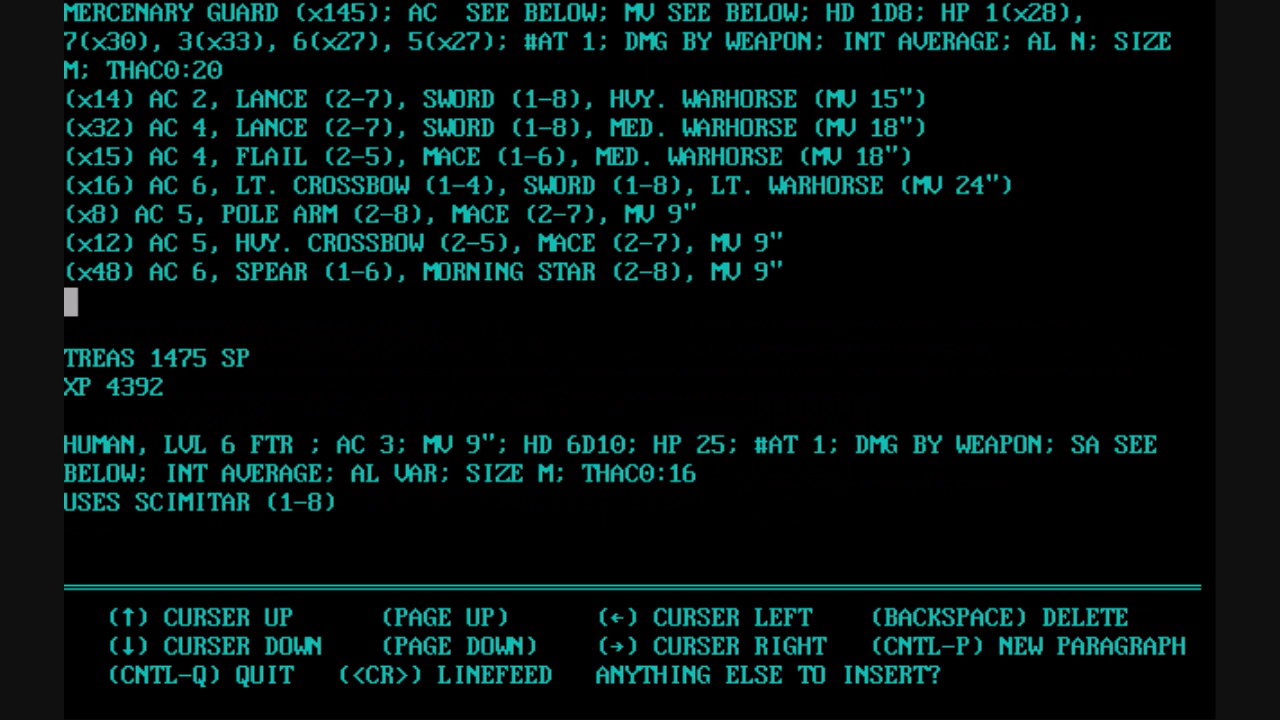 MERCENARY GUARD (x145); AC  SEE BELOW; MV SEE BELOW; HD 1D8; HP 1(x28),
7(x30), 3(x33), 6(x27), 5(x27); #AT 1; DMG BY WEAPON; INT AVERAGE; AL N; SIZE
M; THAC0:20
(x14) AC 2, LANCE (2-7), SWORD (1-8), HVY. WARHORSE (MV 15")
(x32) AC 4, LANCE (2-7), SWORD (1-8), MED. WARHORSE (MV 18")
(x15) AC 4, FLAIL (2-5), MACE (1-6), MED. WARHORSE (MV 18")
(x16) AC 6, LT. CROSSBOW (1-4), SWORD (1-8), LT. WARHORSE (MV 24")
(x8) AC 5, POLE ARM (2-8), MACE (2-7), MV 9"
(x12) AC 5, HVY. CROSSBOW (2-5), MACE (2-7), MV 9"
(x48) AC 6, SPEAR (1-6), MORNING STAR (2-8), MV 9"
TREAS 1475 SP
XP 4392
HUMAN, LVL 6 FTR ; AC 3; MV 9"; HD 6D10; HP 25; #AT 1; DMG BY WEAPON; SA SEE
BELOW; INT AVERAGE; AL VAR; SIZE M; THAC0:16
USES SCIMITAR (1-8)
(↑) CURSER UP (PAGE UP) (←) CURSER LEFT (BACKSPACE) DELETE
(↓) CURSER DOWN (PAGE DOWN) (→) CURSER RIGHT (CNTL-P) NEW PARAGRAPH
(CNTL-Q) QUIT (<CR>) LINEFEED ANYTHING ELSE TO INSERT?